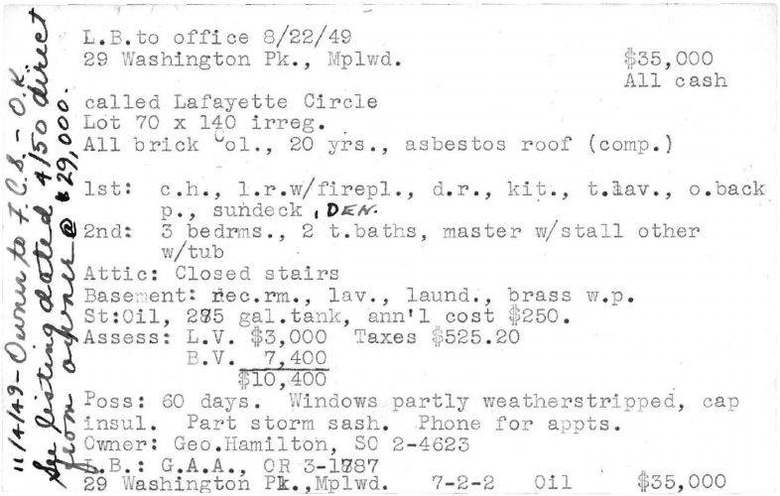 L.B.to office 8/22/49
29 Washington Pk., Mplwd. $35,000
All cash
called Lafayette Circle
Lot 70 x 140 irreg.
All brick Col., 20 yrs., asbestos roof (comp.)
1st: c.h., l.r.w/firepl., d.r., kit., t.lav., o.back
p., sundeck, DEN.
2nd: 3 bedrms., 2 t.baths, master w/stall other
w/tub
Attic: Closed stairs
Basement: rec.rm., lav., laund., brass w.p.
St:Oil, 285 gal.tank, ann'l cost $250.
Assess: L.V. $3,000 Taxes $525.20
B.V. 7,400
$10,400
Poss: 60 days. Windows partly weatherstripped, cap
insul. Part storm sash. Phone for appts.
Owner: Geo.Hamilton, SO 2-4623
L.B.: G.A.A., OR 3-1887
29 Washington Pk.,Mplwd. 7-2-2 Oil $35,000
11/4/49-Owner to F.C.S. - O.K.
See listing dated 4/50 direct
from owner @ $29,000.